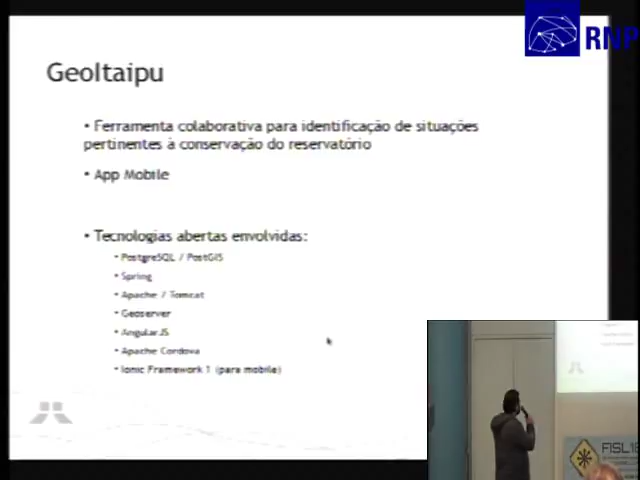 RNP
GeoItaipu
• Ferramenta colaborativa para identificação de situações
pertinentes à conservação do reservatório
• App Mobile
• Tecnologias abertas envolvidas:
• PostgreSQL / PostGIS
• Spring
• Apache / Tomcat
• Geoserver
• AngularJS
• Apache Cordova
• Ionic Framework 1 (para mobile)